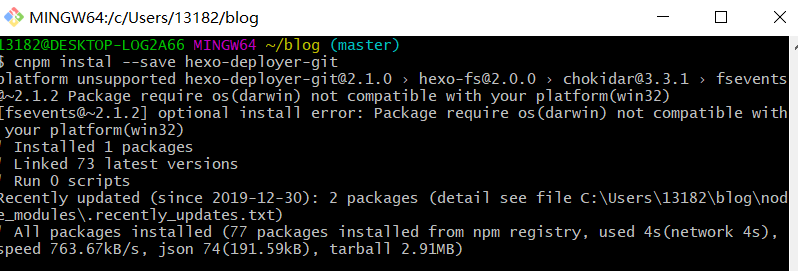 MINGW64:/c/Users/13182/blog
13182@DESKTOP-LOG2A66 MINGW64 ~/blog (master)
$ cnpm instal --save hexo-deployer-git
platform unsupported hexo-deployer-git@2.1.0 › hexo-fs@2.0.0 › chokidar@3.3.1 › fsevents
@~2.1.2 Package require os(darwin) not compatible with your platform(win32)
[fsevents@~2.1.2] optional install error: Package require os(darwin) not compatible with
your platform(win32)
Installed 1 packages
Linked 73 latest versions
Run 0 scripts
Recently updated (since 2019-12-30): 2 packages (detail see file C:\Users\13182\blog\nod
e_modules\.recently_updates.txt)
All packages installed (77 packages installed from npm registry, used 4s(network 4s),
speed 763.67kB/s, json 74(191.59kB), tarball 2.91MB)